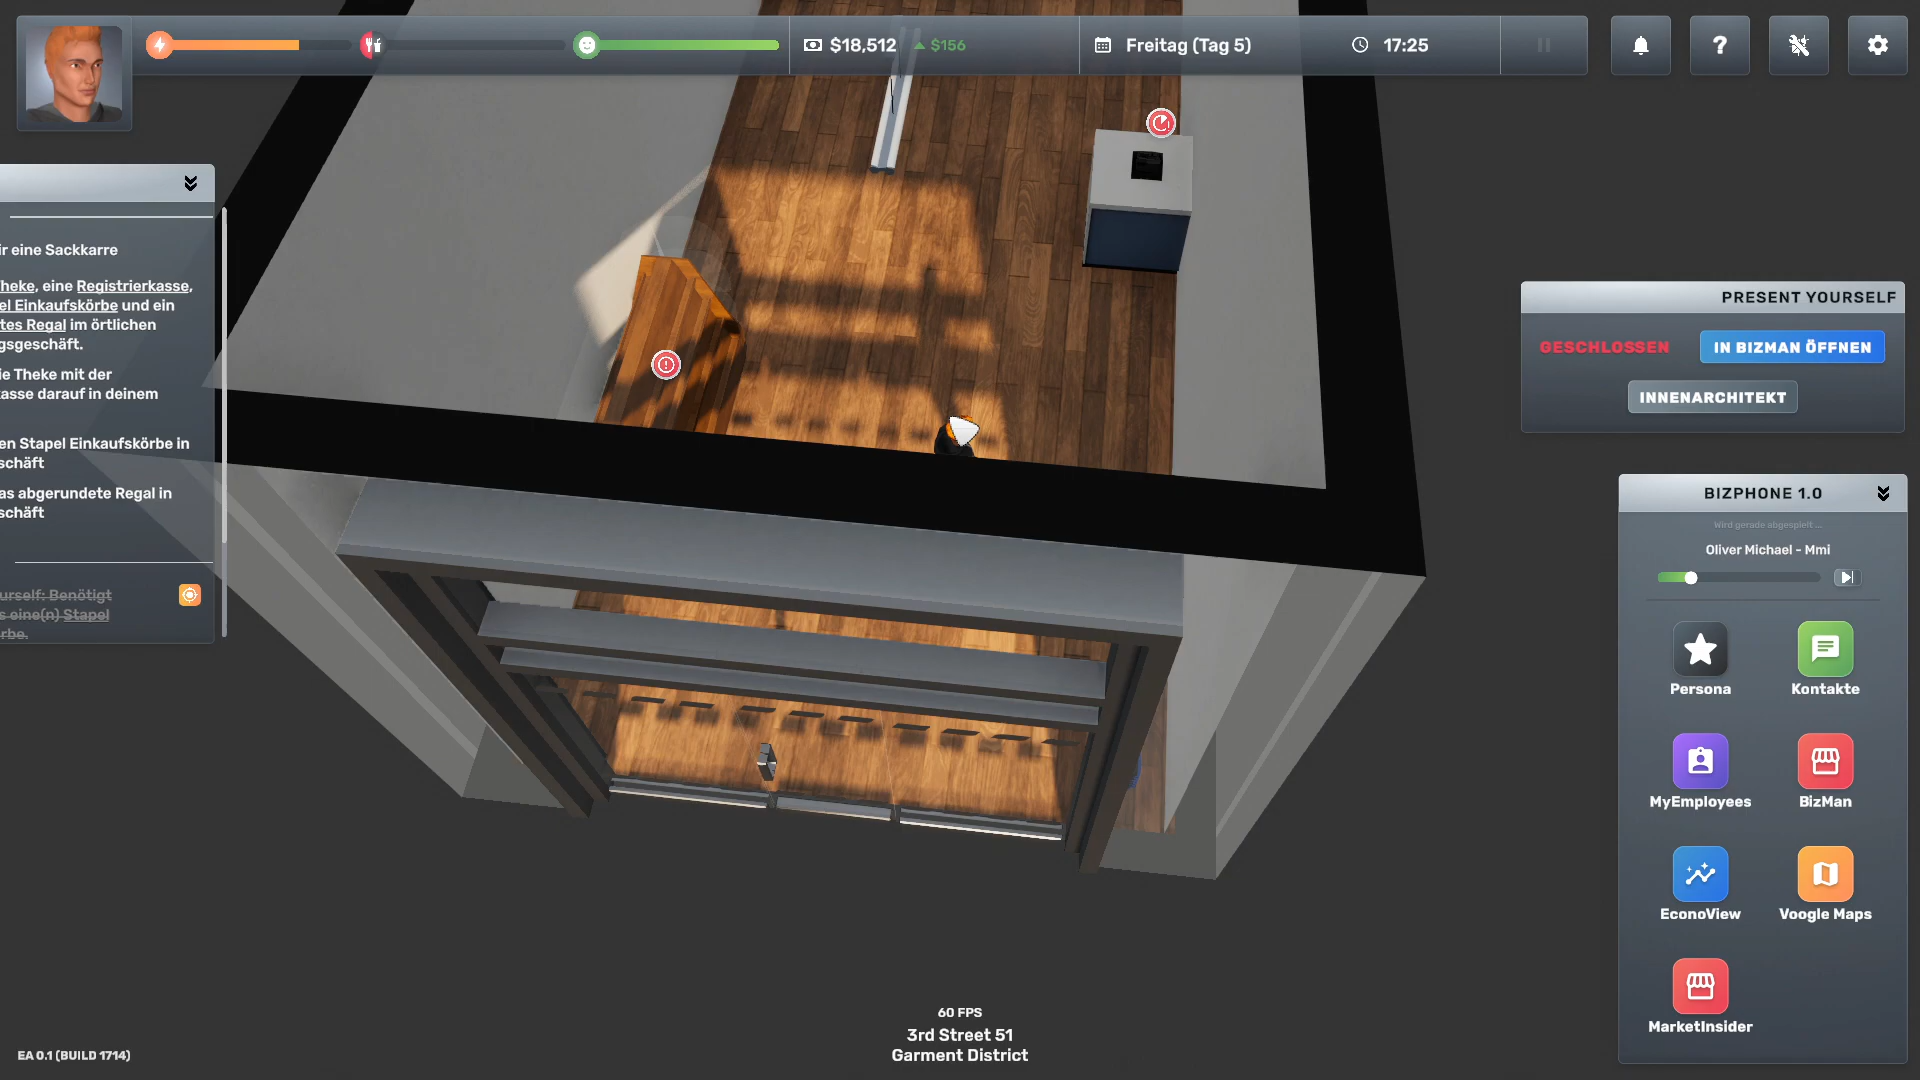 $18,512
$156
Freitag (Tag 5)
17:25
?
ir eine Sackkarre
heke, eine Registrierkasse,
el Einkaufskörbe und ein
tes Regal im örtlichen
gsgeschäft.
ie Theke mit der
asse darauf in deinem
en Stapel Einkaufskörbe in
schäft
as abgerundete Regal in
schäft
urself: Benötigt
s eine(n) Stapel
rbe.
PRESENT YOURSELF
GESCHLOSSEN
IN BIZMAN ÖFFNEN
INNENARCHITEKT
BIZPHONE 1.0
Wird gerade abgespielt ...
Oliver Michael - Mmi
Persona
Kontakte
MyEmployees
BizMan
EconoView
Voogle Maps
MarketInsider
60 FPS
3rd Street 51
Garment District
EA 0.1 (BUILD 1714)